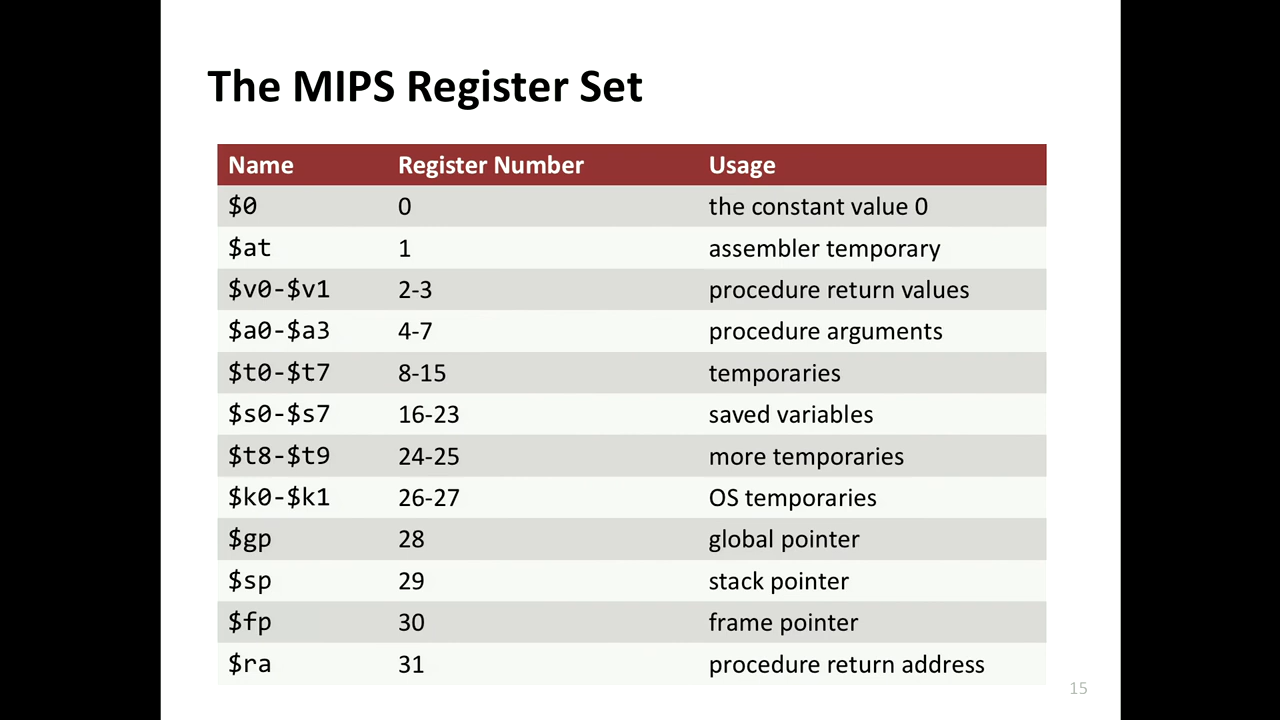 The MIPS Register Set
Name Register Number Usage
$0 0 the constant value 0
$at 1 assembler temporary
$v0-$v1 2-3 procedure return values
$a0-$a3 4-7 procedure arguments
$t0-$t7 8-15 temporaries
$s0-$s7 16-23 saved variables
$t8-$t9 24-25 more temporaries
$k0-$k1 26-27 OS temporaries
$gp 28 global pointer
$sp 29 stack pointer
$fp 30 frame pointer
$ra 31 procedure return address
15